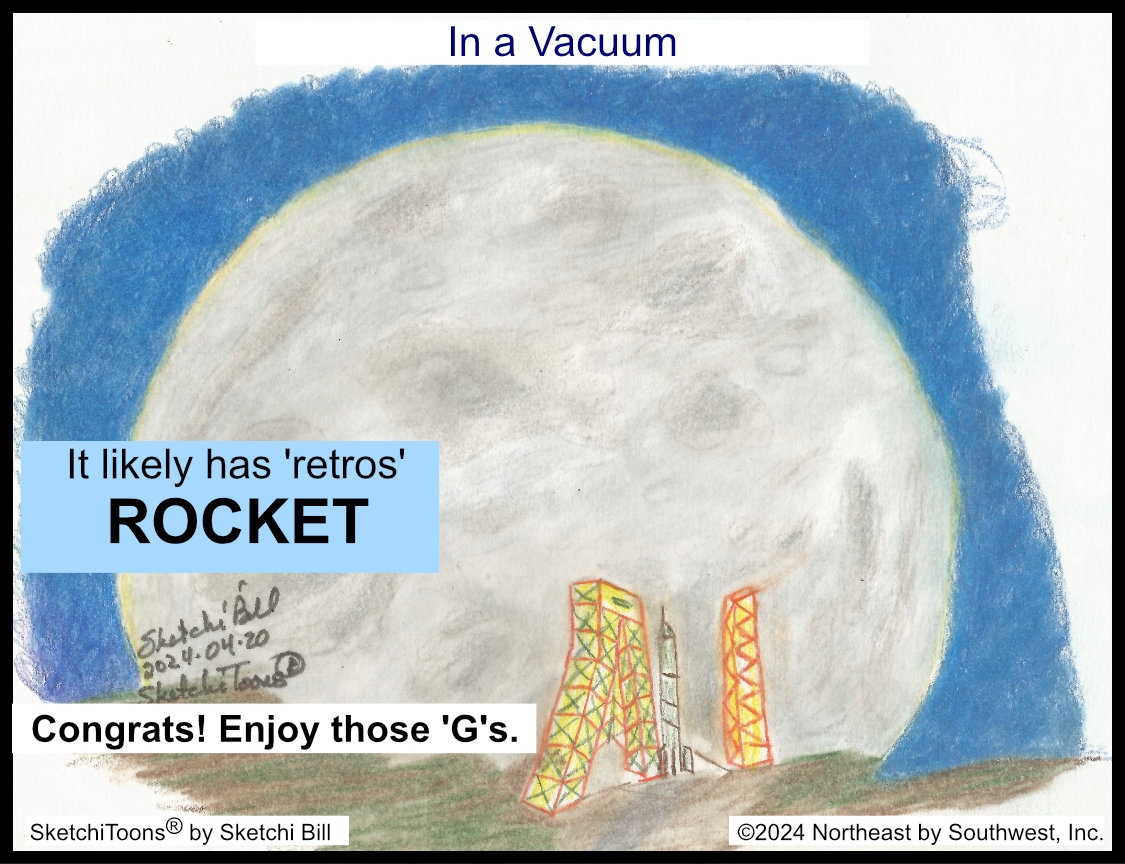 In a Vacuum
It likely has 'retros'
ROCKET
Sketchi Bill
2024.04.20
SketchiToons®
Congrats! Enjoy those 'G's.
SketchiToons® by Sketchi Bill
©2024 Northeast by Southwest, Inc.